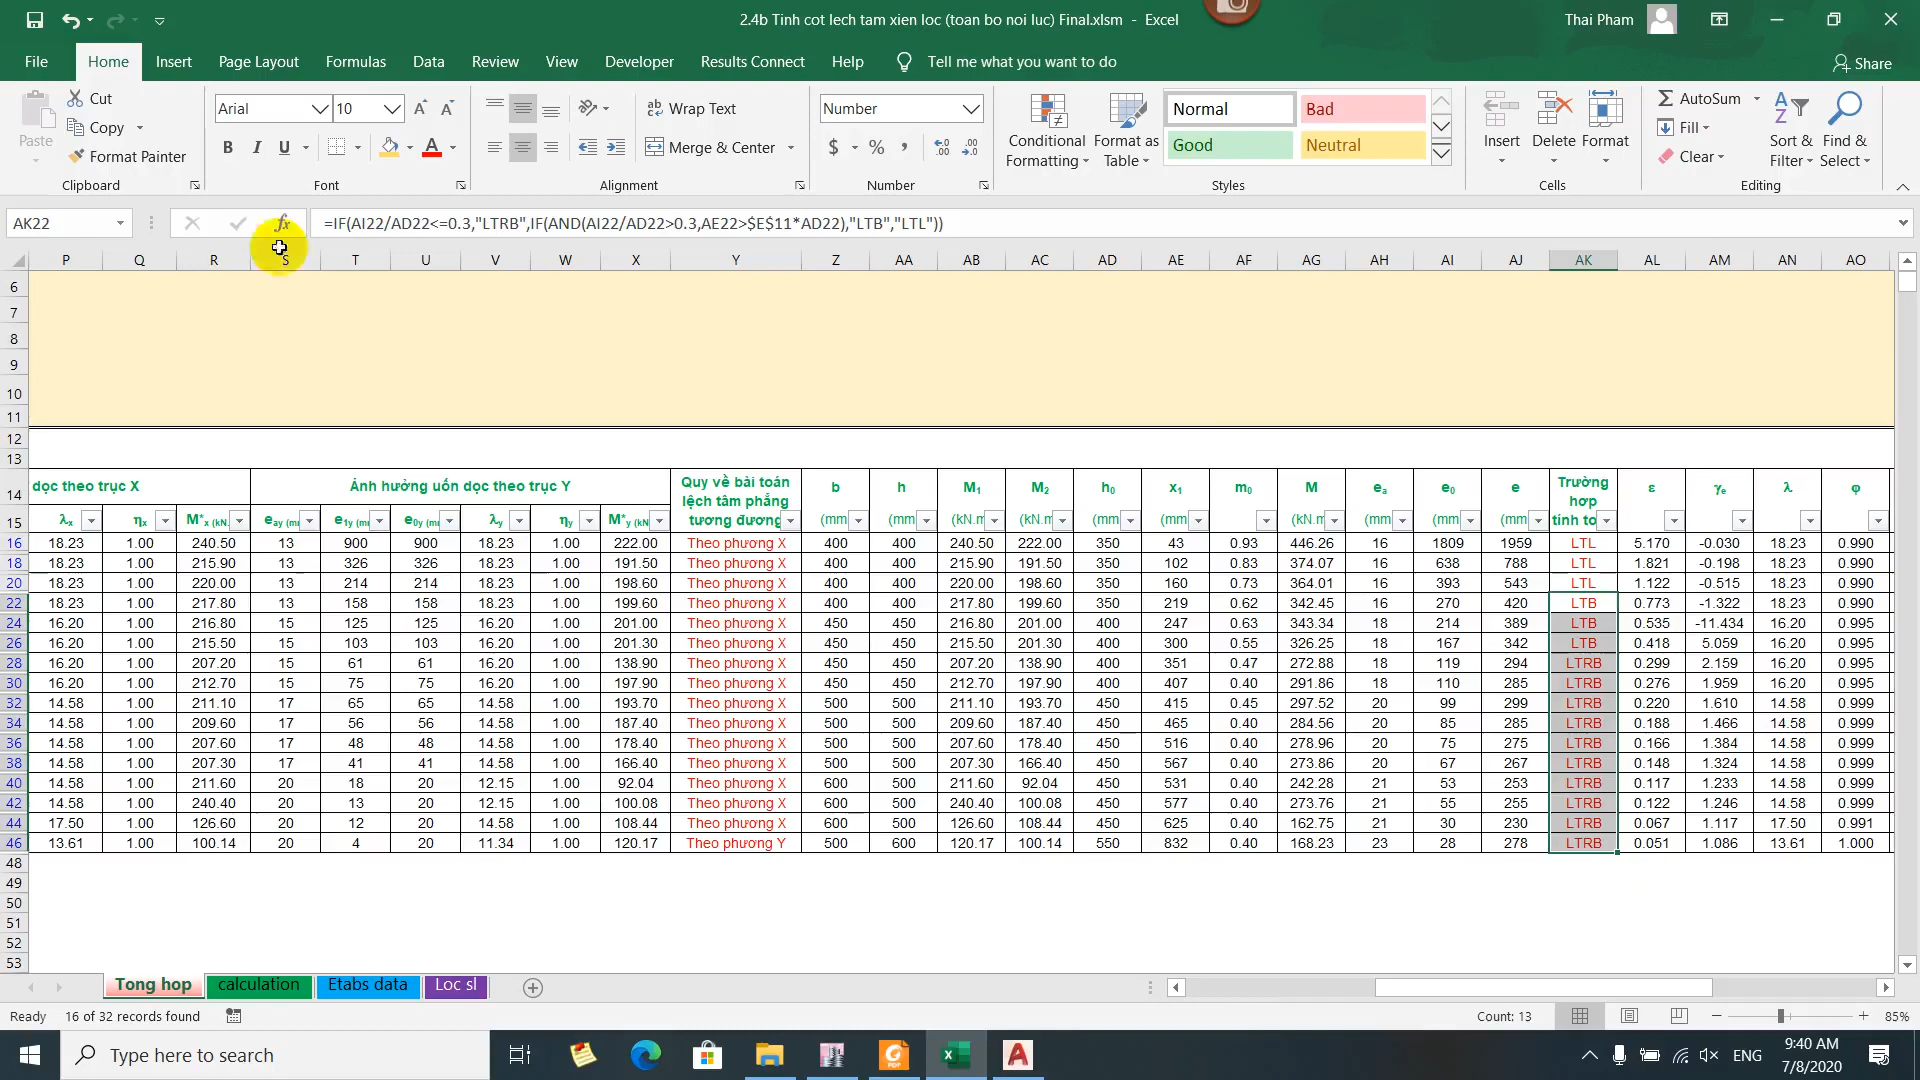 2.4b Tinh cot lech tam xien loc (toan bo noi luc) Final.xlsm - Excel
Thai Pham
File Home Insert Page Layout Formulas Data Review View Developer Results Connect Help Tell me what you want to do Share
Paste Cut Copy Format Painter Clipboard
Arial 10 B I U Font
Wrap Text Merge & Center Alignment
Number $ % , Number
Conditional Formatting Format as Table Normal Bad Good Neutral Styles
Insert Delete Format Cells
AutoSum Fill Clear Sort & Filter Find & Select Editing
AK22 fx =IF(AI22/AD22<=0.3,"LTRB",IF(AND(AI22/AD22>0.3,AE22>$E$11*AD22),"LTB","LTL"))
P Q R S T U V W X Y Z AA AB AC AD AE AF AG AH AI AJ AK AL AM AN AO
6
7
8
9
10
11
12
13
14 dọc theo trục X Ảnh hưởng uốn dọc theo trục Y Quy về bài toán lệch tâm phẳng tương đương b h M₁ M₂ h₀ x₁ m₀ M eₐ e₀ e Trường hợp tính to ε γₑ λ φ
15 λₓ ηₓ M*ₓ (kN. e_ay (m e_1y (m e_0y (m λ_y η_y M*_y (kN (mm (mm (kN.m (kN.m (mm (mm (kN.m (mm (mm (mm
16 18.23 1.00 240.50 13 900 900 18.23 1.00 222.00 Theo phương X 400 400 240.50 222.00 350 43 0.93 446.26 16 1809 1959 LTL 5.170 -0.030 18.23 0.990
18 18.23 1.00 215.90 13 326 326 18.23 1.00 191.50 Theo phương X 400 400 215.90 191.50 350 102 0.83 374.07 16 638 788 LTL 1.821 -0.198 18.23 0.990
20 18.23 1.00 220.00 13 214 214 18.23 1.00 198.60 Theo phương X 400 400 220.00 198.60 350 160 0.73 364.01 16 393 543 LTL 1.122 -0.515 18.23 0.990
22 18.23 1.00 217.80 13 158 158 18.23 1.00 199.60 Theo phương X 400 400 217.80 199.60 350 219 0.62 342.45 16 270 420 LTB 0.773 -1.322 18.23 0.990
24 16.20 1.00 216.80 15 125 125 16.20 1.00 201.00 Theo phương X 450 450 216.80 201.00 400 247 0.63 343.34 18 214 389 LTB 0.535 -11.434 16.20 0.995
26 16.20 1.00 215.50 15 103 103 16.20 1.00 201.30 Theo phương X 450 450 215.50 201.30 400 300 0.55 326.25 18 167 342 LTB 0.418 5.059 16.20 0.995
28 16.20 1.00 207.20 15 61 61 16.20 1.00 138.90 Theo phương X 450 450 207.20 138.90 400 351 0.47 272.88 18 119 294 LTRB 0.299 2.159 16.20 0.995
30 16.20 1.00 212.70 15 75 75 16.20 1.00 197.90 Theo phương X 450 450 212.70 197.90 400 407 0.40 291.86 18 110 285 LTRB 0.276 1.959 16.20 0.995
32 14.58 1.00 211.10 17 65 65 14.58 1.00 193.70 Theo phương X 500 500 211.10 193.70 450 415 0.45 297.52 20 99 299 LTRB 0.220 1.610 14.58 0.999
34 14.58 1.00 209.60 17 56 56 14.58 1.00 187.40 Theo phương X 500 500 209.60 187.40 450 465 0.40 284.56 20 85 285 LTRB 0.188 1.466 14.58 0.999
36 14.58 1.00 207.60 17 48 48 14.58 1.00 178.40 Theo phương X 500 500 207.60 178.40 450 516 0.40 278.96 20 75 275 LTRB 0.166 1.384 14.58 0.999
38 14.58 1.00 207.30 17 41 41 14.58 1.00 166.40 Theo phương X 500 500 207.30 166.40 450 567 0.40 273.86 20 67 267 LTRB 0.148 1.324 14.58 0.999
40 14.58 1.00 211.60 20 18 20 12.15 1.00 92.04 Theo phương X 600 500 211.60 92.04 450 531 0.40 242.28 21 53 253 LTRB 0.117 1.233 14.58 0.999
42 14.58 1.00 240.40 20 13 20 12.15 1.00 100.08 Theo phương X 600 500 240.40 100.08 450 577 0.40 273.76 21 55 255 LTRB 0.122 1.246 14.58 0.999
44 17.50 1.00 126.60 20 12 20 14.58 1.00 108.44 Theo phương X 600 500 126.60 108.44 450 625 0.40 162.75 21 30 230 LTRB 0.067 1.117 17.50 0.991
46 13.61 1.00 100.14 20 4 20 11.34 1.00 120.17 Theo phương Y 500 600 120.17 100.14 550 832 0.40 168.23 23 28 278 LTRB 0.051 1.086 13.61 1.000
48
49
50
51
52
53
Tong hop calculation Etabs data Loc sl
Ready 16 of 32 records found Count: 13 85%
Type here to search ENG 9:40 AM
7/8/2020